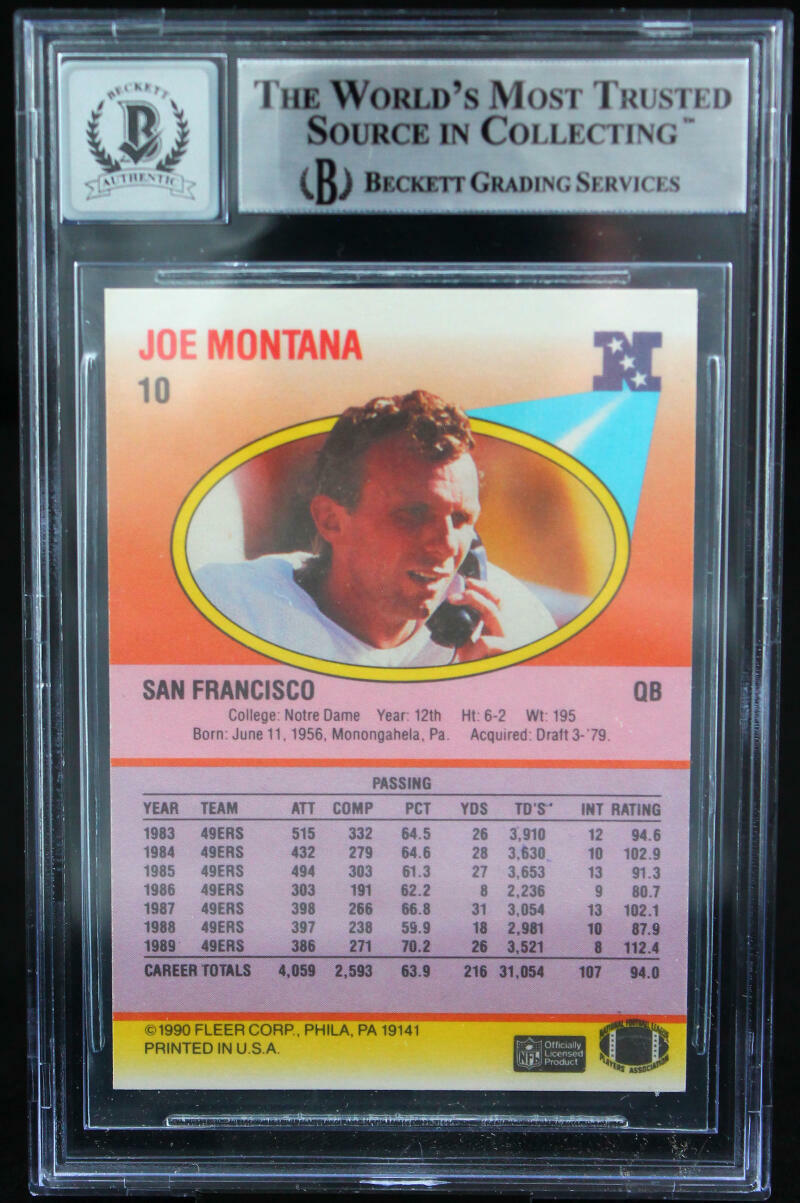 BECKETT
B
AUTHENTIC
THE WORLD'S MOST TRUSTED
SOURCE IN COLLECTING™
B BECKETT GRADING SERVICES
JOE MONTANA
10
N
SAN FRANCISCO QB
College: Notre Dame Year: 12th Ht: 6-2 Wt: 195
Born: June 11, 1956, Monongahela, Pa. Acquired: Draft 3-'79.
PASSING
YEAR TEAM ATT COMP PCT YDS TD'S INT RATING
1983 49ERS 515 332 64.5 26 3,910 12 94.6
1984 49ERS 432 279 64.6 28 3,630 10 102.9
1985 49ERS 494 303 61.3 27 3,653 13 91.3
1986 49ERS 303 191 62.2 8 2,236 9 80.7
1987 49ERS 398 266 66.8 31 3,054 13 102.1
1988 49ERS 397 238 59.9 18 2,981 10 87.9
1989 49ERS 386 271 70.2 26 3,521 8 112.4
CAREER TOTALS 4,059 2,593 63.9 216 31,054 107 94.0
©1990 FLEER CORP., PHILA, PA 19141
PRINTED IN U.S.A.
NFL
Officially
Licensed
Product
NATIONAL FOOTBALL LEAGUE
PLAYERS ASSOCIATION